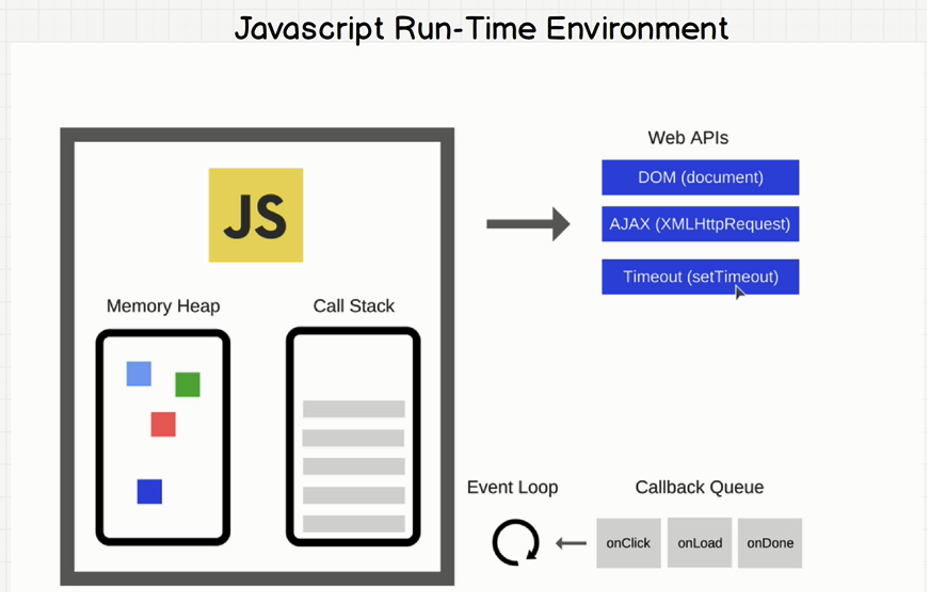 Javascript Run-Time Environment
Web APIs
DOM (document)
JS
AJAX (XMLHttpRequest)
Timeout (setTimeout)
Memory Heap
Call Stack
Event Loop
Callback Queue
onClick
onLoad
onDone